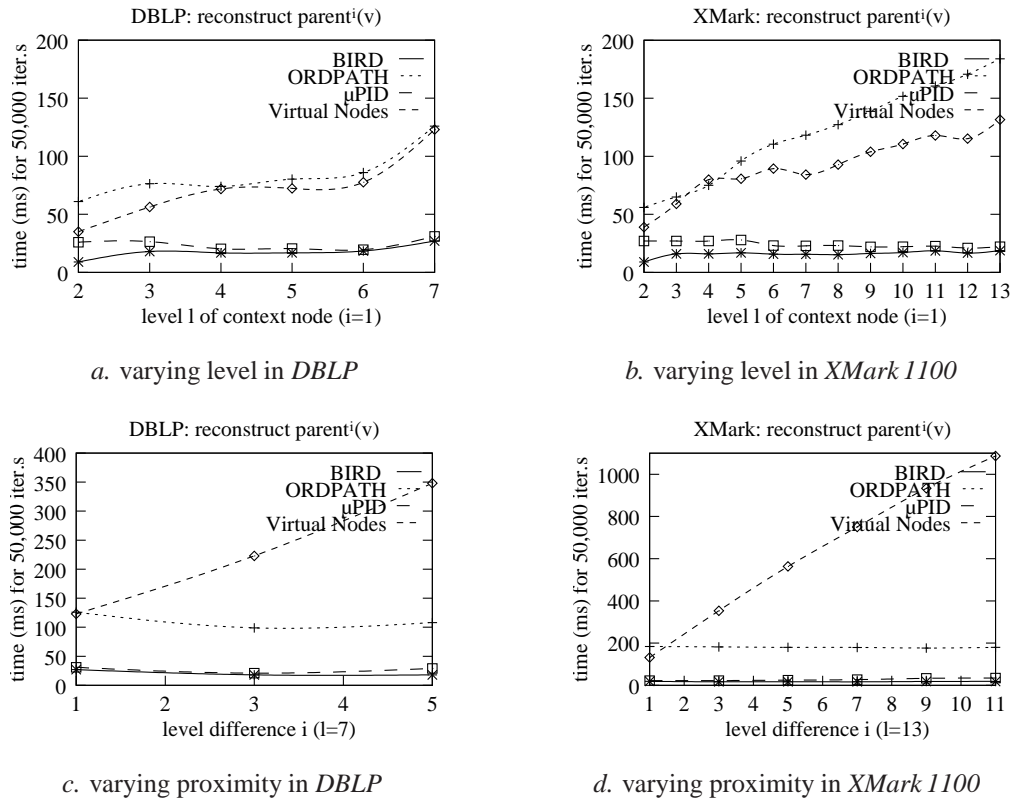 DBLP: reconstruct parentⁱ(v)
time (ms) for 50,000 iter.s
200
150
100
50
0
BIRD
ORDPATH
µPID
Virtual Nodes
2 3 4 5 6 7
level l of context node (i=1)
a. varying level in DBLP
XMark: reconstruct parentⁱ(v)
time (ms) for 50,000 iter.s
200
150
100
50
0
BIRD
ORDPATH
µPID
Virtual Nodes
2 3 4 5 6 7 8 9 10 11 12 13
level l of context node (i=1)
b. varying level in XMark 1100
DBLP: reconstruct parentⁱ(v)
time (ms) for 50,000 iter.s
400
350
300
250
200
150
100
50
0
BIRD
ORDPATH
µPID
Virtual Nodes
1 2 3 4 5
level difference i (l=7)
c. varying proximity in DBLP
XMark: reconstruct parentⁱ(v)
time (ms) for 50,000 iter.s
1000
800
600
400
200
0
BIRD
ORDPATH
µPID
Virtual Nodes
1 2 3 4 5 6 7 8 9 10 11
level difference i (l=13)
d. varying proximity in XMark 1100